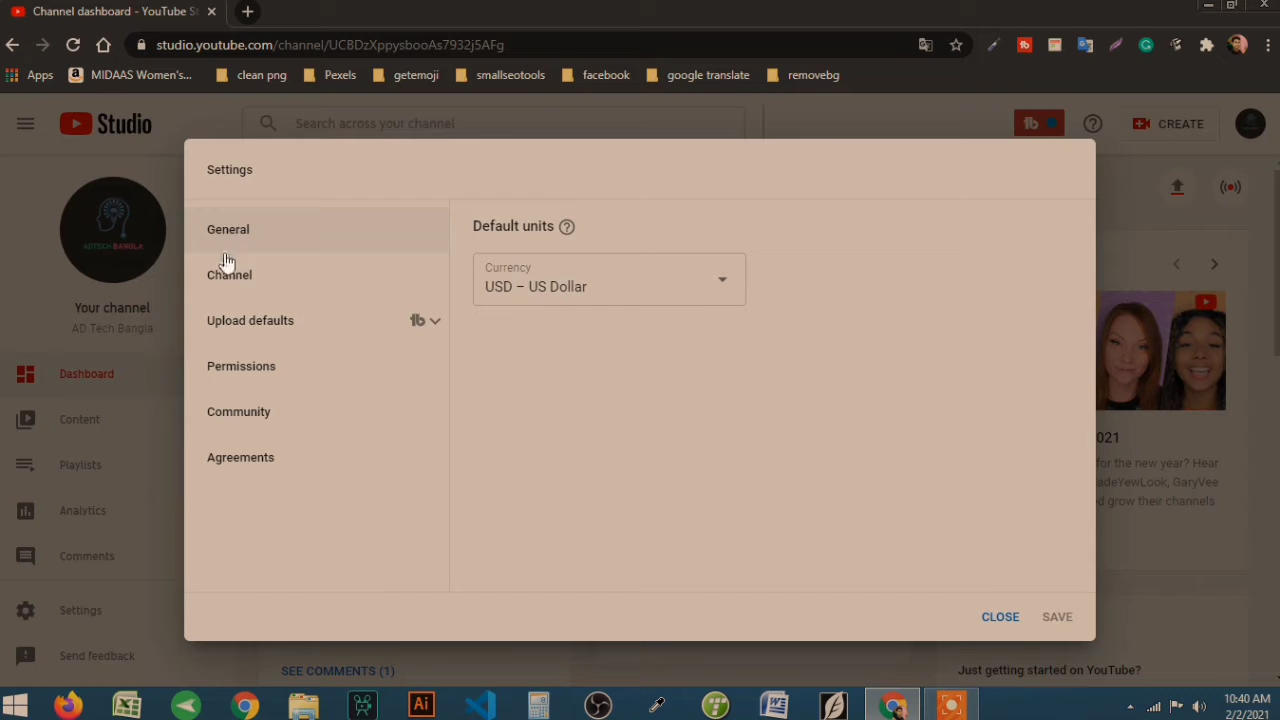 Channel dashboard - YouTube S
studio.youtube.com/channel/UCBDzXppysbooAs7932j5AFg
Apps
MIDAAS Women's...
clean png
Pexels
getemoji
smallseotools
facebook
google translate
removebg
Studio
Search across your channel
CREATE
Settings
General
Channel
Upload defaults
Permissions
Community
Agreements
Default units
Currency
USD – US Dollar
CLOSE
SAVE
ADTECH BANGLA
Your channel
AD Tech Bangla
Dashboard
Content
Playlists
Analytics
Comments
Settings
Send feedback
021
for the new year? Hear
adeYewLook, GaryVee
d grow their channels
SEE COMMENTS (1)
Just getting started on YouTube?
10:40 AM
2/2/2021